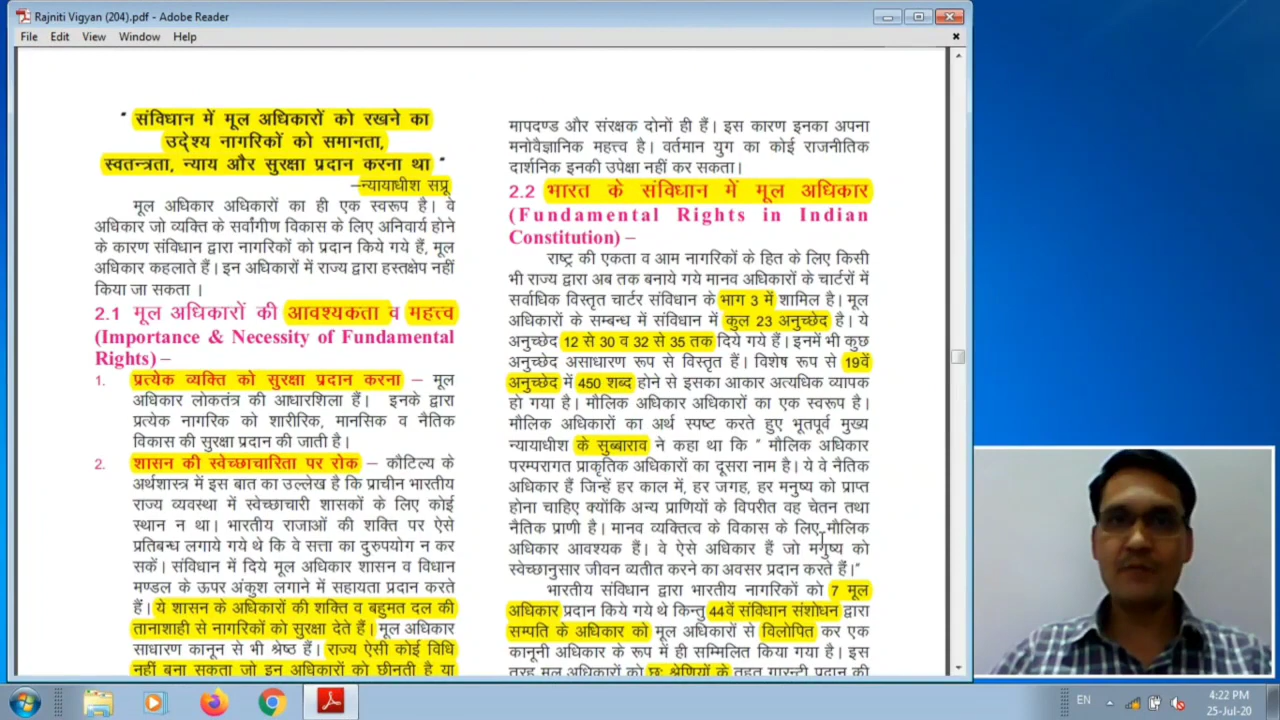 Rajniti Vigyan (204).pdf - Adobe Reader
File Edit View Window Help
" संविधान में मूल अधिकारों को रखने का
उद्देश्य नागरिकों को समानता,
स्वतन्त्रता, न्याय और सुरक्षा प्रदान करना था "
–न्यायाधीश सप्रू
मूल अधिकार अधिकारों का ही एक स्वरूप है। वे
अधिकार जो व्यक्ति के सर्वांगीण विकास के लिए अनिवार्य होने
के कारण संविधान द्वारा नागरिकों को प्रदान किये गये हैं, मूल
अधिकार कहलाते हैं। इन अधिकारों में राज्य द्वारा हस्तक्षेप नहीं
किया जा सकता ।
2.1 मूल अधिकारों की आवश्यकता व महत्त्व
(Importance & Necessity of Fundamental
Rights) –
1. प्रत्येक व्यक्ति को सुरक्षा प्रदान करना – मूल
अधिकार लोकतंत्र की आधारशिला हैं। इनके द्वारा
प्रत्येक नागरिक को शारीरिक, मानसिक व नैतिक
विकास की सुरक्षा प्रदान की जाती है।
2. शासन की स्वेच्छाचारिता पर रोक – कौटिल्य के
अर्थशास्त्र में इस बात का उल्लेख है कि प्राचीन भारतीय
राज्य व्यवस्था में स्वेच्छाचारी शासकों के लिए कोई
स्थान न था। भारतीय राजाओं की शक्ति पर ऐसे
प्रतिबन्ध लगाये गये थे कि वे सत्ता का दुरुपयोग न कर
सकें। संविधान में दिये मूल अधिकार शासन व विधान
मण्डल के ऊपर अंकुश लगाने में सहायता प्रदान करते
हैं। ये शासन के अधिकारों की शक्ति व बहुमत दल की
तानाशाही से नागरिकों को सुरक्षा देते हैं। मूल अधिकार
साधारण कानून से भी श्रेष्ठ हैं। राज्य ऐसी कोई विधि
नहीं बना सकता जो इन अधिकारों को छीनती है या
मापदण्ड और संरक्षक दोनों ही हैं। इस कारण इनका अपना
मनोवैज्ञानिक महत्त्व है। वर्तमान युग का कोई राजनीतिक
दार्शनिक इनकी उपेक्षा नहीं कर सकता।
2.2 भारत के संविधान में मूल अधिकार
(Fundamental Rights in Indian
Constitution) –
राष्ट्र की एकता व आम नागरिकों के हित के लिए किसी
भी राज्य द्वारा अब तक बनाये गये मानव अधिकारों के चार्टरों में
सर्वाधिक विस्तृत चार्टर संविधान के भाग 3 में शामिल है। मूल
अधिकारों के सम्बन्ध में संविधान में कुल 23 अनुच्छेद है। ये
अनुच्छेद 12 से 30 व 32 से 35 तक दिये गये हैं। इनमें भी कुछ
अनुच्छेद असाधारण रूप से विस्तृत हैं। विशेष रूप से 19वें
अनुच्छेद में 450 शब्द होने से इसका आकार अत्यधिक व्यापक
हो गया है। मौलिक अधिकार अधिकारों का एक स्वरूप है।
मौलिक अधिकारों का अर्थ स्पष्ट करते हुए भूतपूर्व मुख्य
न्यायाधीश के सुब्बाराव ने कहा था कि " मौलिक अधिकार
परम्परागत प्राकृतिक अधिकारों का दूसरा नाम है। ये वे नैतिक
अधिकार हैं जिन्हें हर काल में, हर जगह, हर मनुष्य को प्राप्त
होना चाहिए क्योंकि अन्य प्राणियों के विपरीत वह चेतन तथा
नैतिक प्राणी है। मानव व्यक्तित्व के विकास के लिए मौलिक
अधिकार आवश्यक हैं। वे ऐसे अधिकार हैं जो मनुष्य को
स्वेच्छानुसार जीवन व्यतीत करने का अवसर प्रदान करते हैं।"
भारतीय संविधान द्वारा भारतीय नागरिकों को 7 मूल
अधिकार प्रदान किये गये थे किन्तु 44वें संविधान संशोधन द्वारा
सम्पति के अधिकार को मूल अधिकारों से विलोपित कर एक
कानूनी अधिकार के रूप में ही सम्मिलित किया गया है। इस
तरह मूल अधिकारों को छः श्रेणियों के तहत गारन्टी प्रदान की
EN
4:22 PM
25-Jul-20